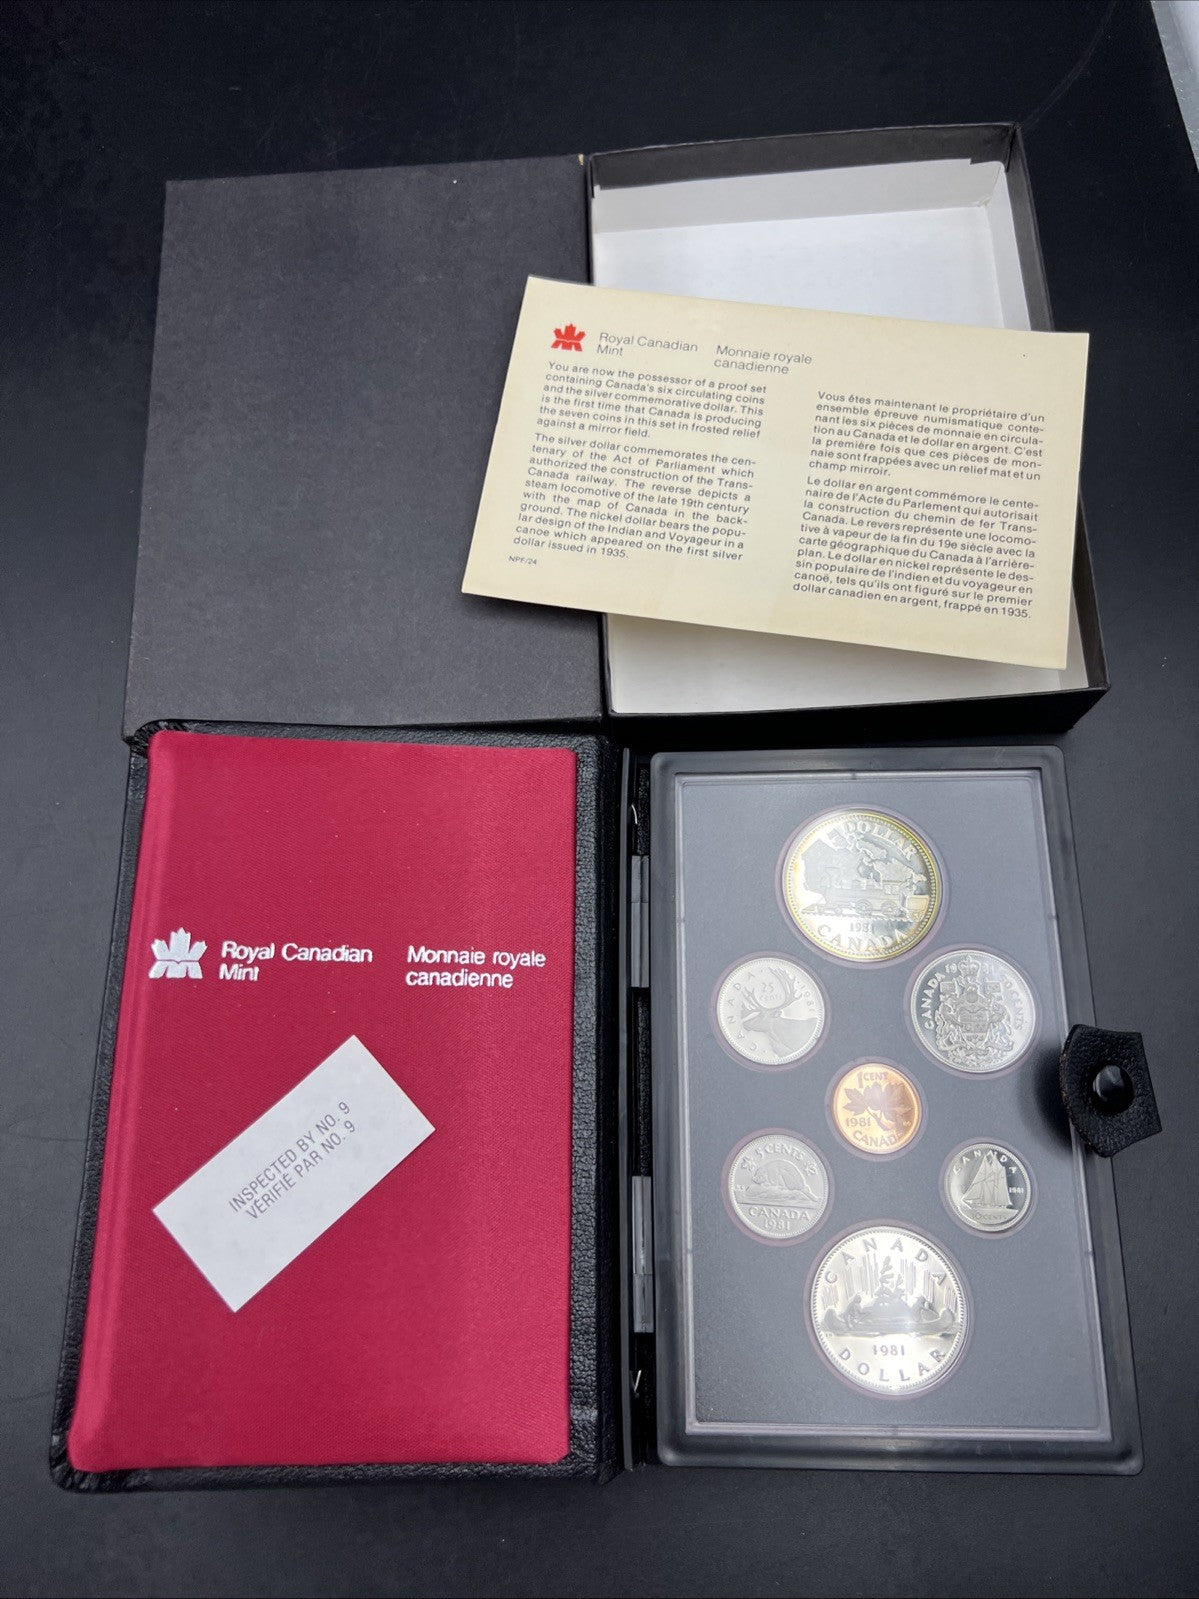 Royal Canadian
Mint
Monnaie royale
canadienne
You are now the possessor of a proof set
containing Canada's six circulating coins
and the silver commemorative dollar. This
is the first time that Canada is producing
the seven coins in this set in frosted relief
against a mirror field.
The silver dollar commemorates the cen-
tenary of the Act of Parliament which
authorized the construction of the Trans-
Canada railway. The reverse depicts a
steam locomotive of the late 19th century
with the map of Canada in the back-
ground. The nickel dollar bears the popu-
lar design of the Indian and Voyageur in a
canoe which appeared on the first silver
dollar issued in 1935.
NPF/24
Vous êtes maintenant le propriétaire d'un
ensemble épreuve numismatique conte-
nant les six pièces de monnaie en circula-
tion au Canada et le dollar en argent. C'est
la première fois que ces pièces de mon-
naie sont frappées avec un relief mat et un
champ miroir.
Le dollar en argent commémore le cente-
naire de l'Acte du Parlement qui autorisait
la construction du chemin de fer Trans-
Canada. Le revers représente une locomo-
tive à vapeur de la fin du 19e siècle avec la
carte géographique du Canada à l'arrière-
plan. Le dollar en nickel représente le des-
sin populaire de l'indien et du voyageur en
canoë, tels qu'ils ont figuré sur le premier
dollar canadien en argent, frappé en 1935.
Royal Canadian
Mint
Monnaie royale
canadienne
INSPECTED BY NO. 9
VÉRIFIÉ PAR NO. 9
DOLLAR
1981
CANADA
CANADA
25
cents
1981
CANADA 1981 50 CENTS
1 CENT
1981
CANADA
5 CENTS
CANADA
1981
CANADA
1981
10 CENTS
CANADA
1981
DOLLAR